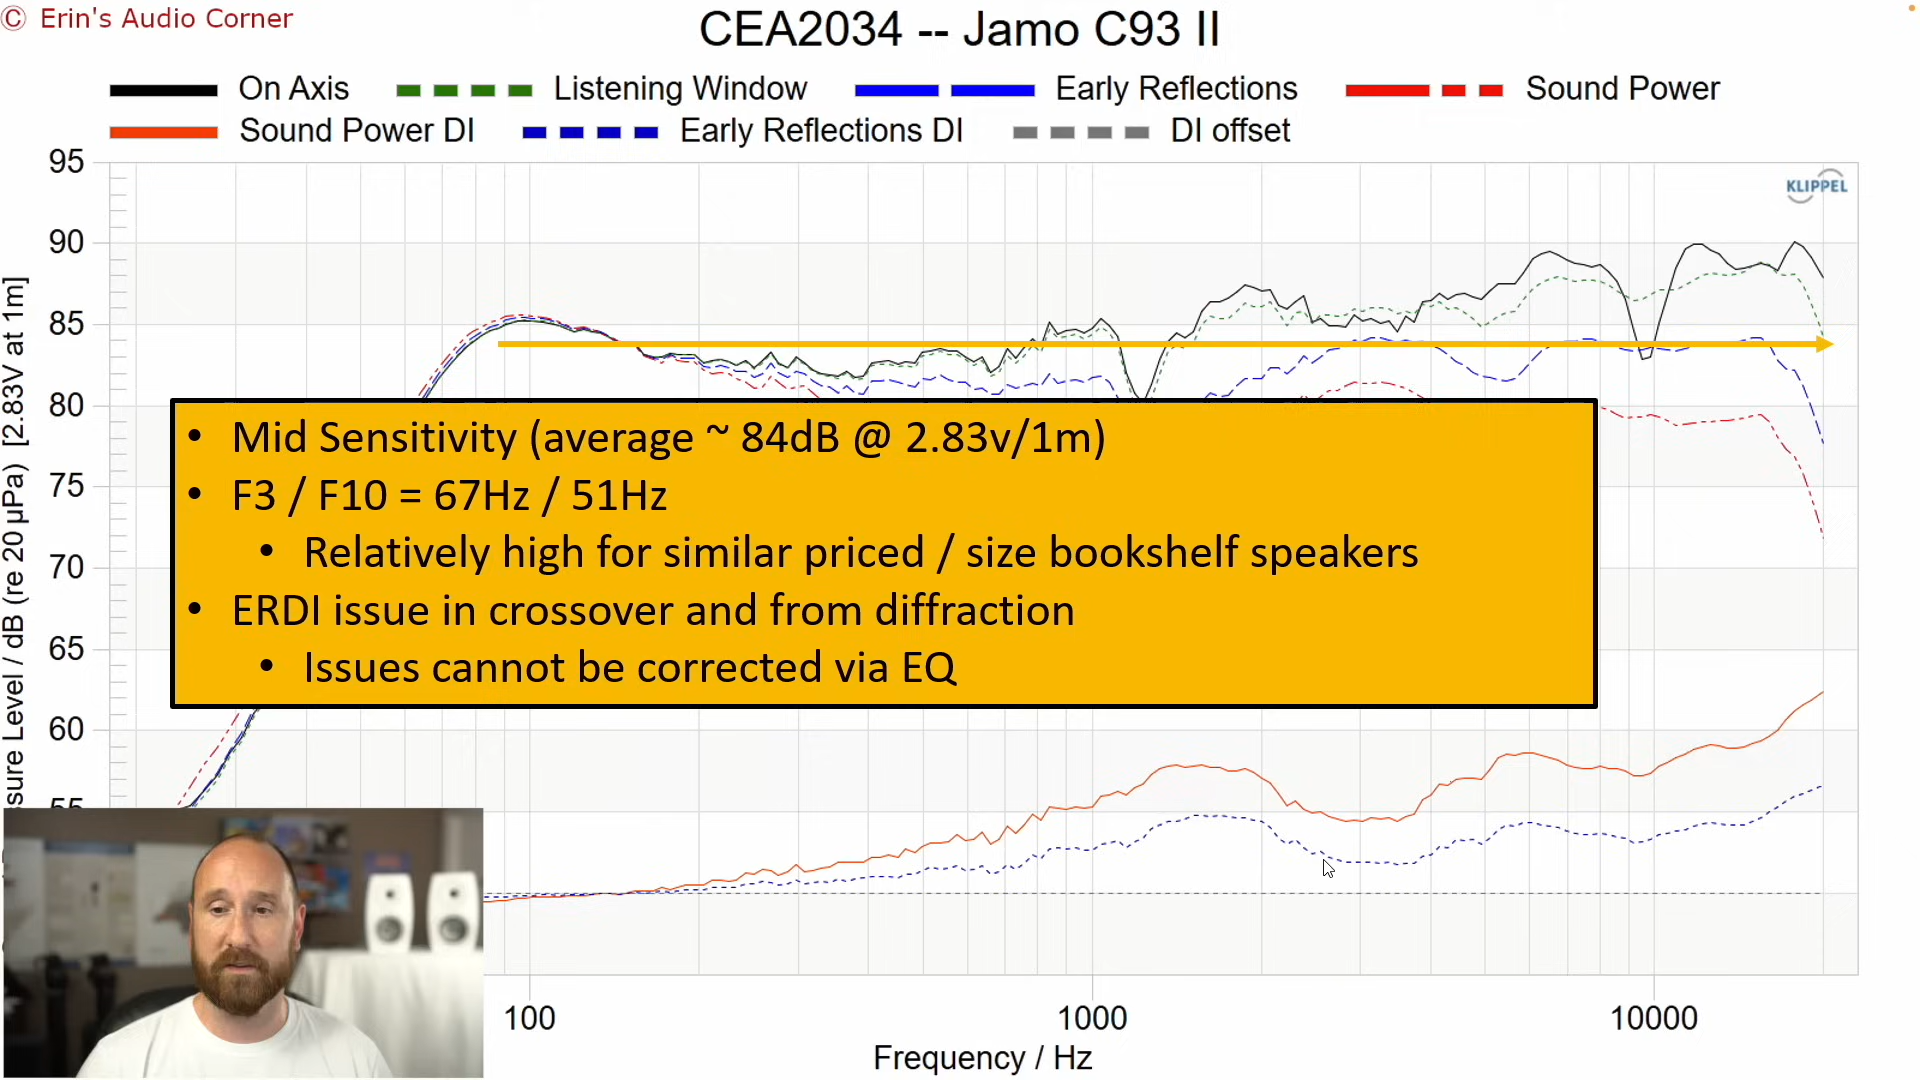 © Erin's Audio Corner
CEA2034 -- Jamo C93 II
On Axis Listening Window Early Reflections Sound Power
Sound Power DI Early Reflections DI DI offset
KLIPPEL
95
90
85
80
75
70
65
60
55
ssure Level / dB (re 20 µPa) [2.83V at 1m]
• Mid Sensitivity (average ~ 84dB @ 2.83v/1m)
• F3 / F10 = 67Hz / 51Hz
• Relatively high for similar priced / size bookshelf speakers
• ERDI issue in crossover and from diffraction
• Issues cannot be corrected via EQ
100 1000 10000
Frequency / Hz